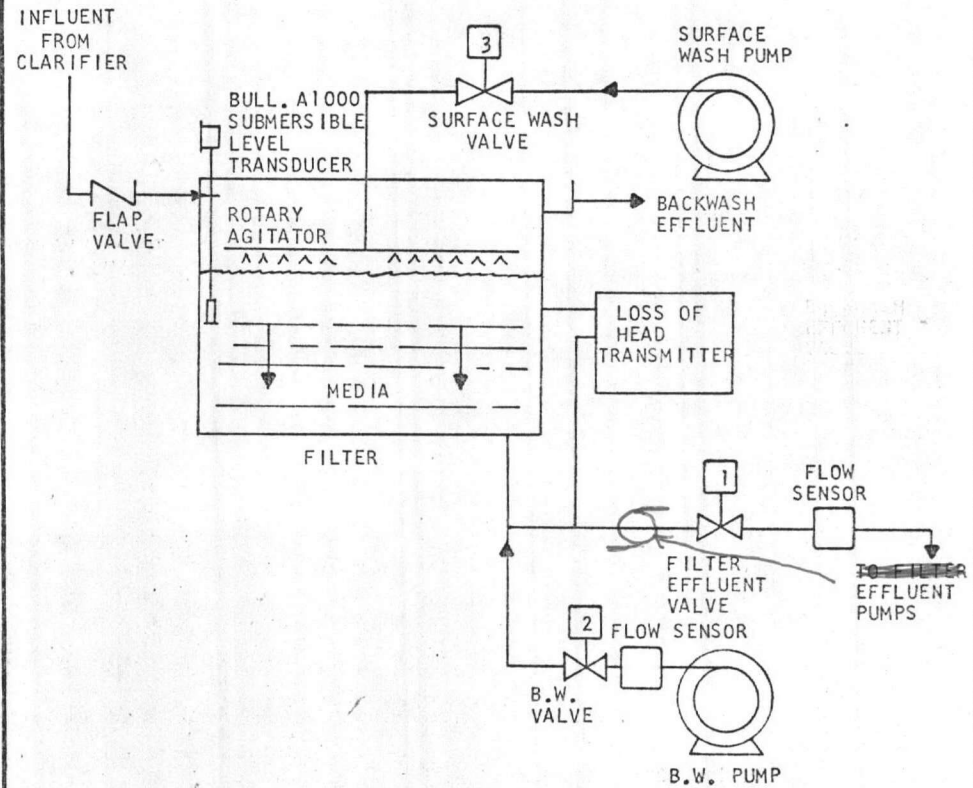 INFLUENT
FROM
CLARIFIER
3
SURFACE
WASH PUMP
BULL. A1000
SUBMERSIBLE
LEVEL
TRANSDUCER
SURFACE WASH
VALVE
FLAP
VALVE
ROTARY
AGITATOR
BACKWASH
EFFLUENT
LOSS OF
HEAD
TRANSMITTER
MEDIA
FILTER
1
FLOW
SENSOR
FILTER
EFFLUENT
VALVE
TO FILTER
EFFLUENT
PUMPS
2
FLOW SENSOR
B.W.
VALVE
B.W. PUMP